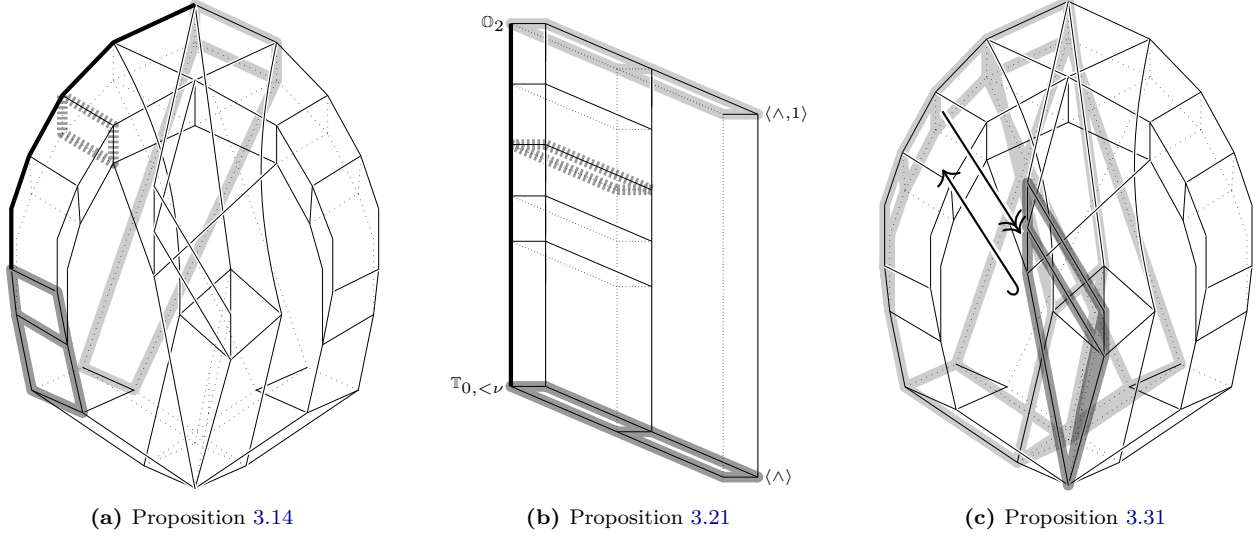 𝕆₂
⟨∧,1⟩
𝕋₀,<ν
⟨∧⟩
(a) Proposition 3.14
(b) Proposition 3.21
(c) Proposition 3.31